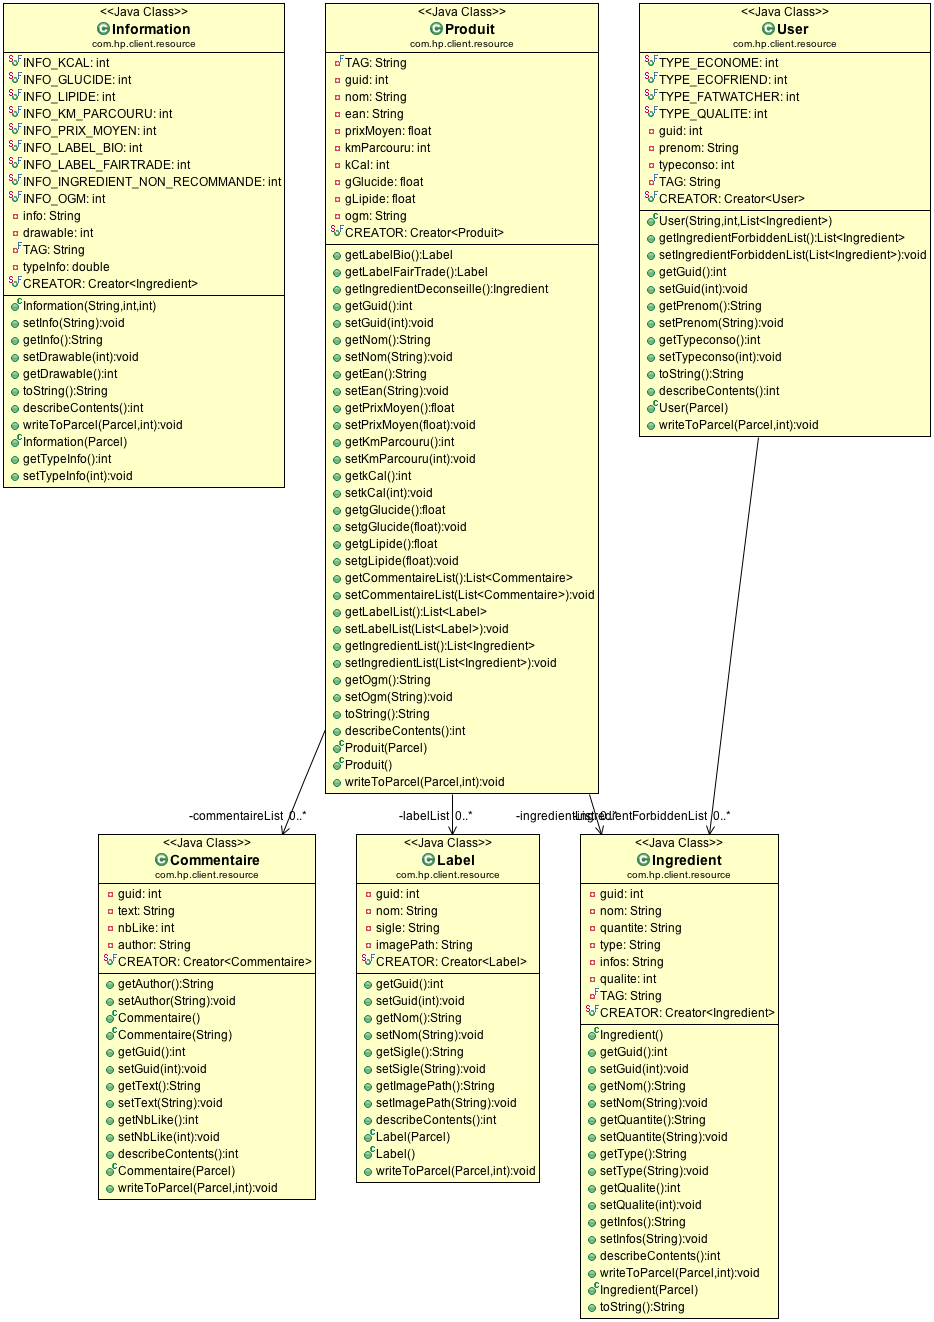 <<Java Class>>
Information
com.hp.client.resource
INFO_KCAL: int
INFO_GLUCIDE: int
INFO_LIPIDE: int
INFO_KM_PARCOURU: int
INFO_PRIX_MOYEN: int
INFO_LABEL_BIO: int
INFO_LABEL_FAIRTRADE: int
INFO_INGREDIENT_NON_RECOMMANDE: int
INFO_OGM: int
info: String
drawable: int
TAG: String
typeInfo: double
CREATOR: Creator<Ingredient>
Information(String,int,int)
setInfo(String):void
getInfo():String
setDrawable(int):void
getDrawable():int
toString():String
describeContents():int
writeToParcel(Parcel,int):void
Information(Parcel)
getTypeInfo():int
setTypeInfo(int):void
<<Java Class>>
Produit
com.hp.client.resource
TAG: String
guid: int
nom: String
ean: String
prixMoyen: float
kmParcouru: int
kCal: int
gGlucide: float
gLipide: float
ogm: String
CREATOR: Creator<Produit>
getLabelBio():Label
getLabelFairTrade():Label
getIngredientDeconseille():Ingredient
getGuid():int
setGuid(int):void
getNom():String
setNom(String):void
getEan():String
setEan(String):void
getPrixMoyen():float
setPrixMoyen(float):void
getKmParcouru():int
setKmParcouru(int):void
getkCal():int
setkCal(int):void
getgGlucide():float
setgGlucide(float):void
getgLipide():float
setgLipide(float):void
getCommentaireList():List<Commentaire>
setCommentaireList(List<Commentaire>):void
getLabelList():List<Label>
setLabelList(List<Label>):void
getIngredientList():List<Ingredient>
setIngredientList(List<Ingredient>):void
getOgm():String
setOgm(String):void
toString():String
describeContents():int
Produit(Parcel)
Produit()
writeToParcel(Parcel,int):void
<<Java Class>>
User
com.hp.client.resource
TYPE_ECONOME: int
TYPE_ECOFRIEND: int
TYPE_FATWATCHER: int
TYPE_QUALITE: int
guid: int
prenom: String
typeconso: int
TAG: String
CREATOR: Creator<User>
User(String,int,List<Ingredient>)
getIngredientForbiddenList():List<Ingredient>
setIngredientForbiddenList(List<Ingredient>):void
getGuid():int
setGuid(int):void
getPrenom():String
setPrenom(String):void
getTypeconso():int
setTypeconso(int):void
toString():String
describeContents():int
User(Parcel)
writeToParcel(Parcel,int):void
-commentaireList 0..*
-labelList 0..*
-ingredientList 0..*
-ingredientForbiddenList 0..*
<<Java Class>>
Commentaire
com.hp.client.resource
guid: int
text: String
nbLike: int
author: String
CREATOR: Creator<Commentaire>
getAuthor():String
setAuthor(String):void
Commentaire()
Commentaire(String)
getGuid():int
setGuid(int):void
getText():String
setText(String):void
getNbLike():int
setNbLike(int):void
describeContents():int
Commentaire(Parcel)
writeToParcel(Parcel,int):void
<<Java Class>>
Label
com.hp.client.resource
guid: int
nom: String
sigle: String
imagePath: String
CREATOR: Creator<Label>
getGuid():int
setGuid(int):void
getNom():String
setNom(String):void
getSigle():String
setSigle(String):void
getImagePath():String
setImagePath(String):void
describeContents():int
Label(Parcel)
Label()
writeToParcel(Parcel,int):void
<<Java Class>>
Ingredient
com.hp.client.resource
guid: int
nom: String
quantite: String
type: String
infos: String
qualite: int
TAG: String
CREATOR: Creator<Ingredient>
Ingredient()
getGuid():int
setGuid(int):void
getNom():String
setNom(String):void
getQuantite():String
setQuantite(String):void
getType():String
setType(String):void
getQualite():int
setQualite(int):void
getInfos():String
setInfos(String):void
describeContents():int
writeToParcel(Parcel,int):void
Ingredient(Parcel)
toString():String